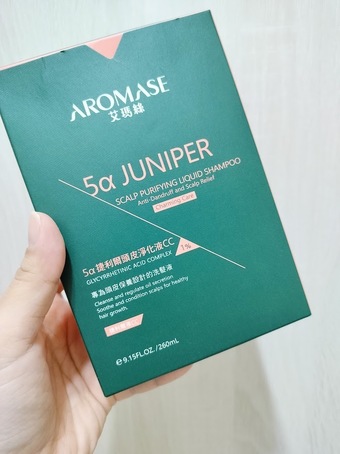 AROMASE
艾瑪絲
5α JUNIPER
SCALP PURIFYING LIQUID SHAMPOO
Anti-Dandruff and Scalp Relief
Charming Care
5α捷利爾頭皮淨化液CC
GLYCYRRHETINIC ACID COMPLEX
1%
專為頭皮保養設計的洗髮液
Cleanse and regulate oil secretion
Soothe and condition scalps for healthy
hair growth.
e 9.15FL.OZ. / 260mL